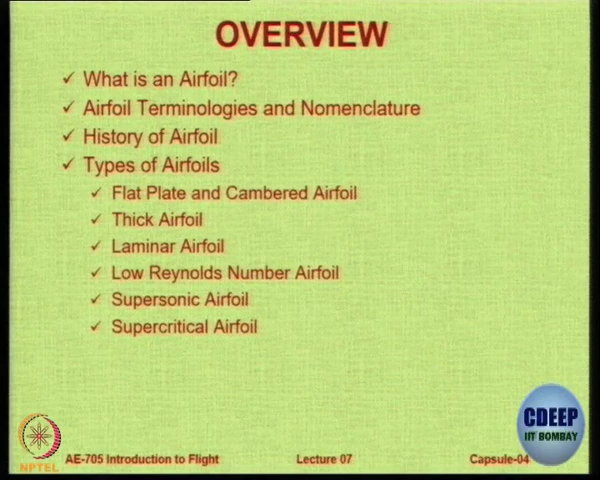 OVERVIEW
✓ What is an Airfoil?
✓ Airfoil Terminologies and Nomenclature
✓ History of Airfoil
✓ Types of Airfoils
✓ Flat Plate and Cambered Airfoil
✓ Thick Airfoil
✓ Laminar Airfoil
✓ Low Reynolds Number Airfoil
✓ Supersonic Airfoil
✓ Supercritical Airfoil
CDEEP
IIT BOMBAY
NPTEL
AE-705 Introduction to Flight Lecture 07 Capsule-04